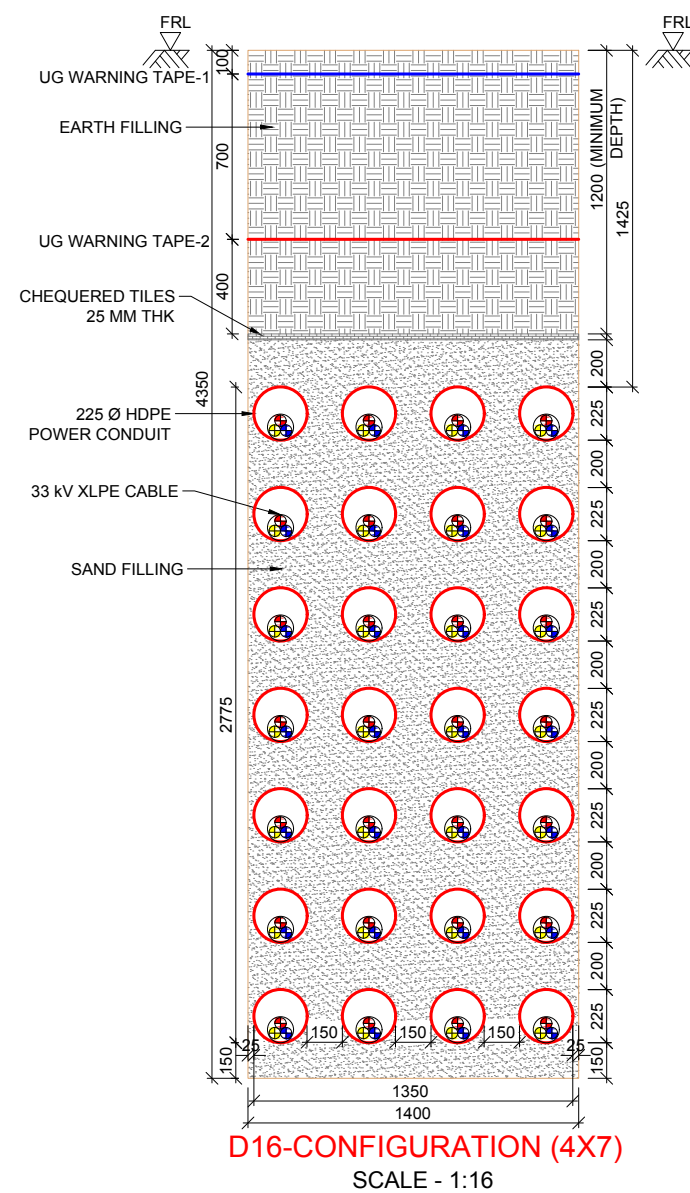 FRL
FRL
100
UG WARNING TAPE-1
EARTH FILLING
700
1200 (MINIMUM
DEPTH)
1425
UG WARNING TAPE-2
400
CHEQUERED TILES
25 MM THK
200
4350
225 Ø HDPE
POWER CONDUIT
225
200
33 kV XLPE CABLE
225
SAND FILLING
200
225
200
2775
225
200
225
200
225
200
225
150
150
150
25
25
150
150
1350
1400
D16-CONFIGURATION (4X7)
SCALE - 1:16